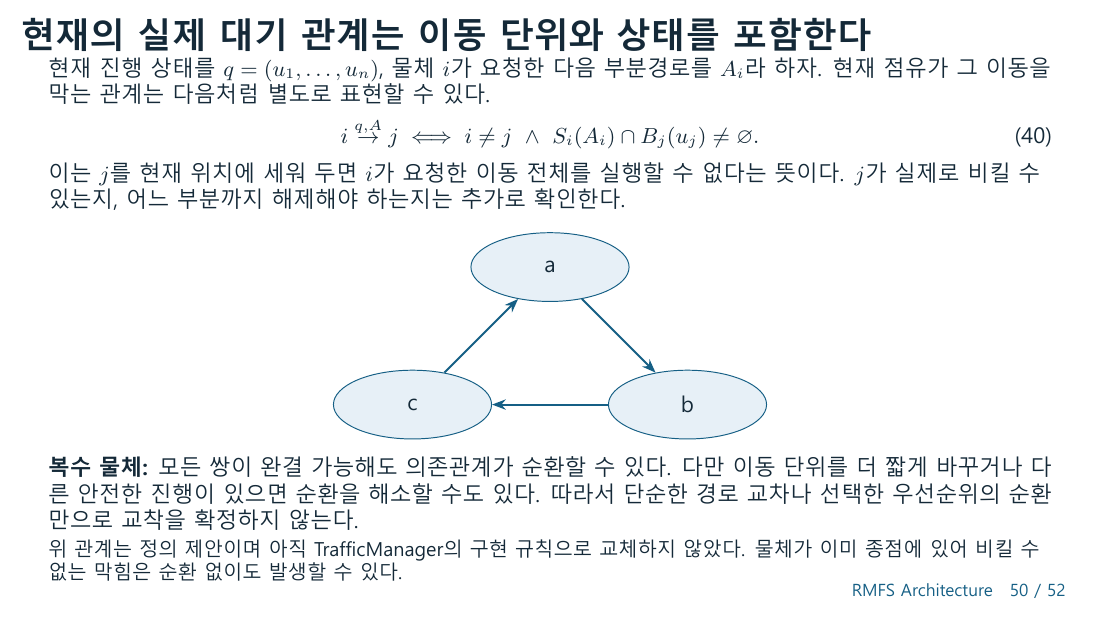 현재의 실제 대기 관계는 이동 단위와 상태를 포함한다
현재 진행 상태를 q = (u₁, . . . , uₙ), 물체 i가 요청한 다음 부분경로를 Aᵢ라 하자. 현재 점유가 그 이동을
막는 관계는 다음처럼 별도로 표현할 수 있다.
i →^{q,A} j ⟺ i ≠ j ∧ Sᵢ(Aᵢ) ∩ Bⱼ(uⱼ) ≠ ∅. (40)
이는 j를 현재 위치에 세워 두면 i가 요청한 이동 전체를 실행할 수 없다는 뜻이다. j가 실제로 비킬 수
있는지, 어느 부분까지 해제해야 하는지는 추가로 확인한다.
a
c
b
복수 물체: 모든 쌍이 완결 가능해도 의존관계가 순환할 수 있다. 다만 이동 단위를 더 짧게 바꾸거나 다
른 안전한 진행이 있으면 순환을 해소할 수도 있다. 따라서 단순한 경로 교차나 선택한 우선순위의 순환
만으로 교착을 확정하지 않는다.
위 관계는 정의 제안이며 아직 TrafficManager의 구현 규칙으로 교체하지 않았다. 물체가 이미 종점에 있어 비킬 수
없는 막힘은 순환 없이도 발생할 수 있다.
RMFS Architecture 50 / 52